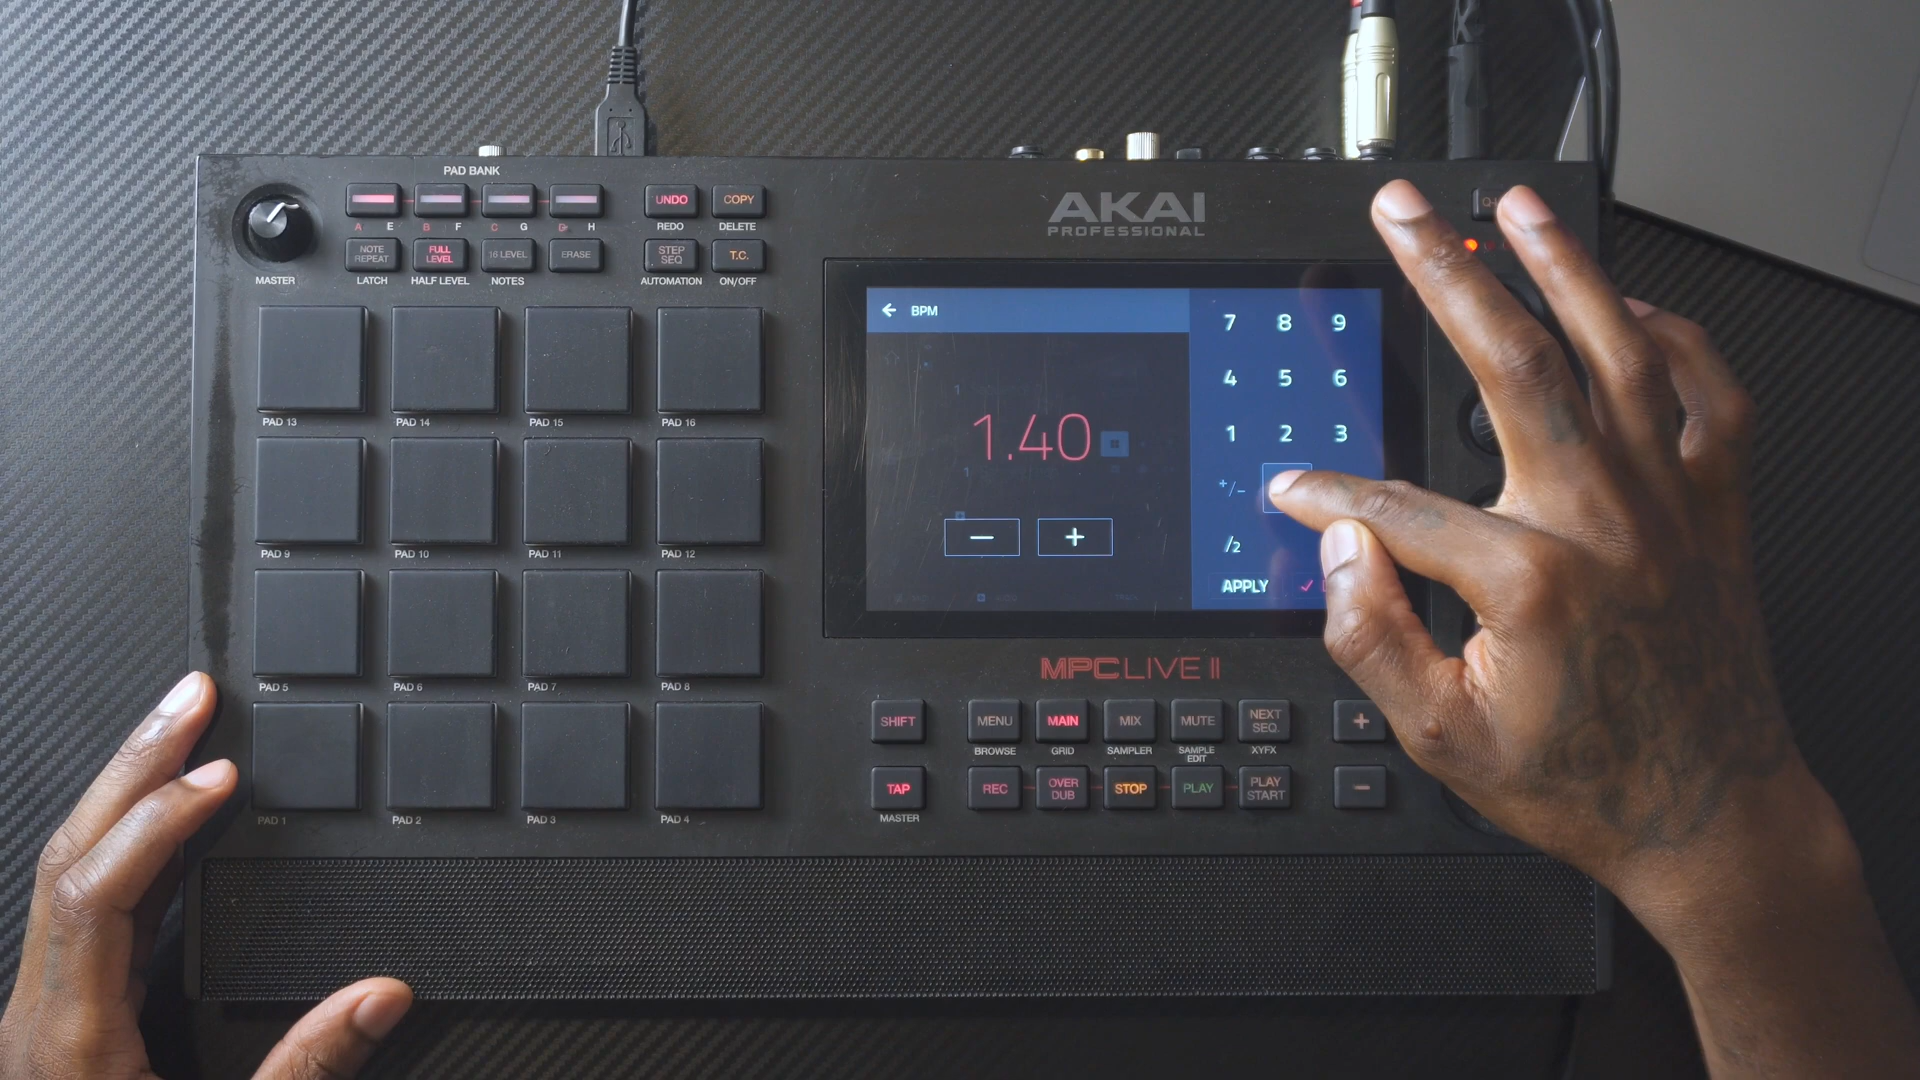 PAD BANK
A E B F C G D H
UNDO COPY
REDO DELETE
NOTE REPEAT
FULL LEVEL
16 LEVEL
ERASE
STEP SEQ
T.C.
MASTER
LATCH
HALF LEVEL
NOTES
AUTOMATION
ON/OFF
PAD 13 PAD 14 PAD 15 PAD 16
PAD 9 PAD 10 PAD 11 PAD 12
PAD 5 PAD 6 PAD 7 PAD 8
PAD 1 PAD 2 PAD 3 PAD 4
AKAI
PROFESSIONAL
BPM
1.40
− +
7 8 9
4 5 6
1 2 3
+/−
/2
APPLY
MPC LIVE II
SHIFT MENU MAIN MIX MUTE NEXT SEQ. +
BROWSE GRID SAMPLER SAMPLE EDIT XYFX
TAP REC OVER DUB STOP PLAY PLAY START −
MASTER